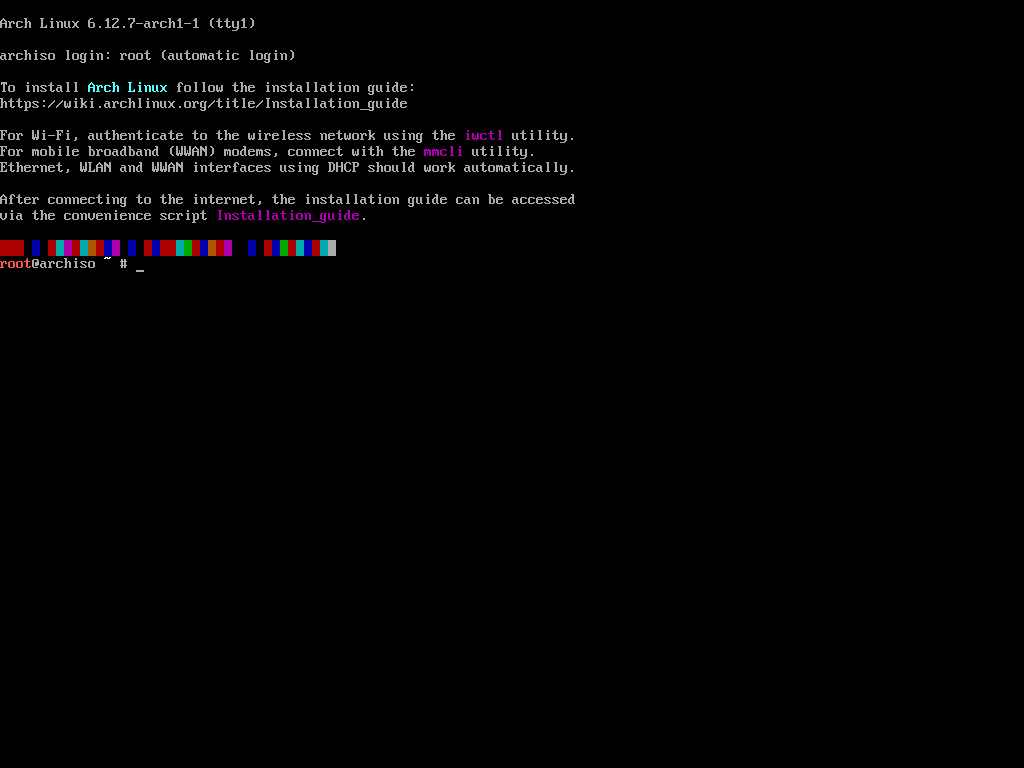 Arch Linux 6.12.7-arch1-1 (tty1)
archiso login: root (automatic login)
To install Arch Linux follow the installation guide:
https://wiki.archlinux.org/title/Installation_guide
For Wi-Fi, authenticate to the wireless network using the iwctl utility.
For mobile broadband (WWAN) modems, connect with the mmcli utility.
Ethernet, WLAN and WWAN interfaces using DHCP should work automatically.
After connecting to the internet, the installation guide can be accessed
via the convenience script Installation_guide.
root@archiso ~ # _